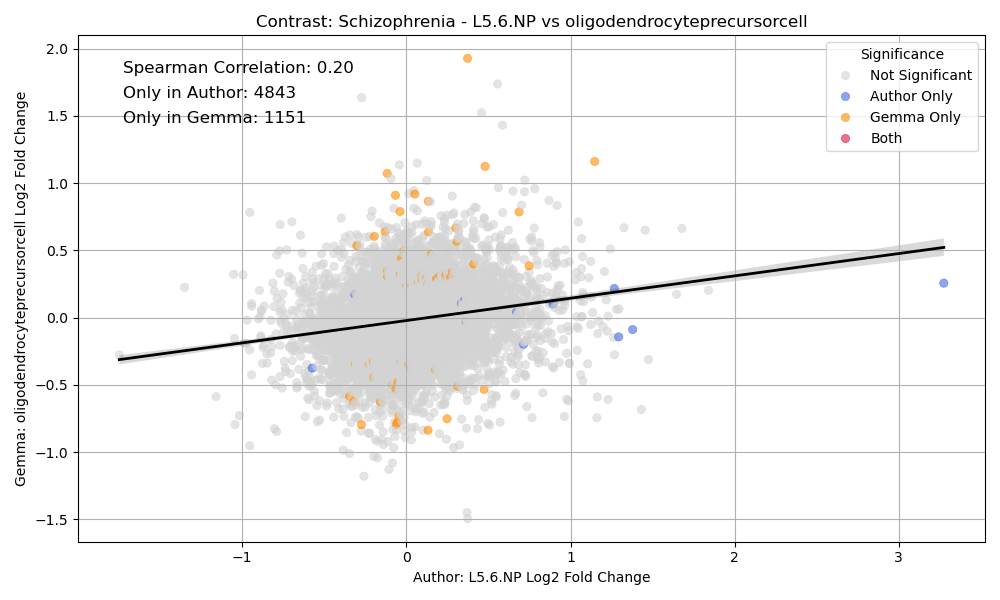 Contrast: Schizophrenia - L5.6.NP vs oligodendrocyteprecursorcell
Spearman Correlation: 0.20
Only in Author: 4843
Only in Gemma: 1151
Significance
Not Significant
Author Only
Gemma Only
Both
Gemma: oligodendrocyteprecursorcell Log2 Fold Change
2.0
1.5
1.0
0.5
0.0
−0.5
−1.0
−1.5
−1
0
1
2
3
Author: L5.6.NP Log2 Fold Change